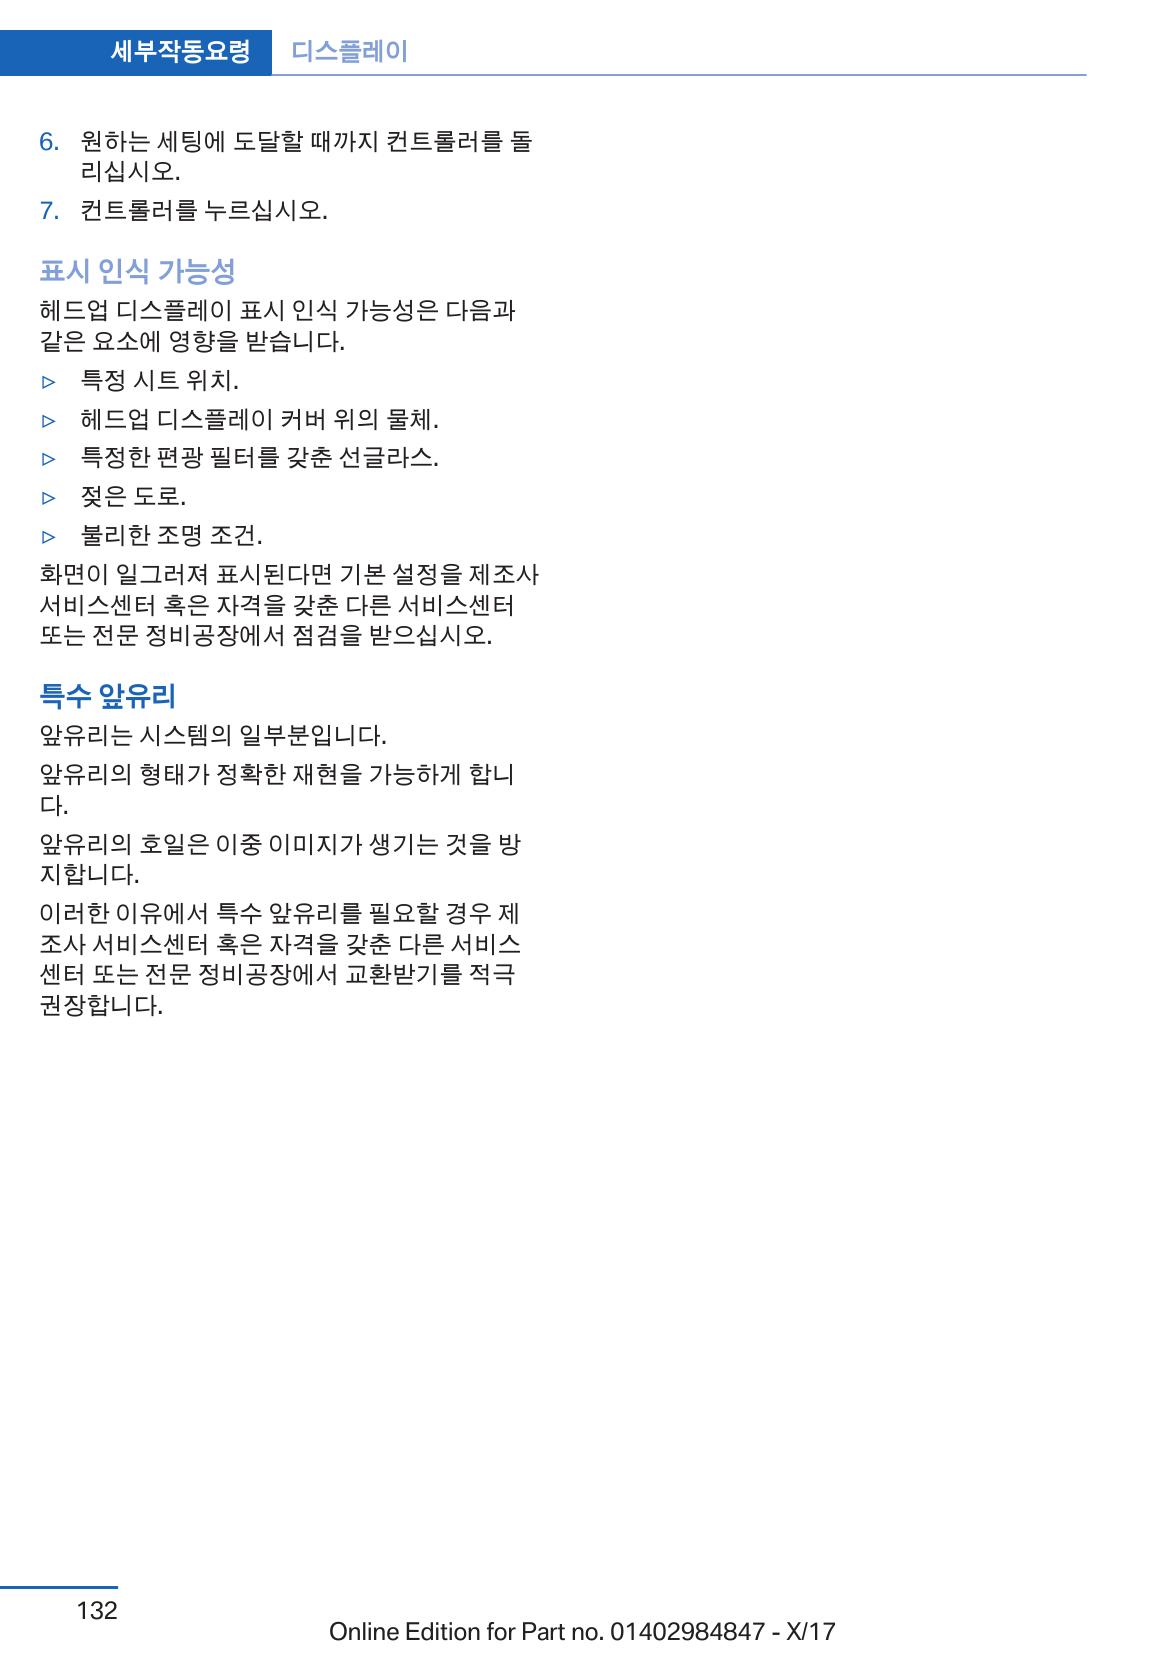 세부작동요령 디스플레이
6. 원하는 세팅에 도달할 때까지 컨트롤러를 돌
리십시오.
7. 컨트롤러를 누르십시오.
표시 인식 가능성
헤드업 디스플레이 표시 인식 가능성은 다음과
같은 요소에 영향을 받습니다.
▷ 특정 시트 위치.
▷ 헤드업 디스플레이 커버 위의 물체.
▷ 특정한 편광 필터를 갖춘 선글라스.
▷ 젖은 도로.
▷ 불리한 조명 조건.
화면이 일그러져 표시된다면 기본 설정을 제조사
서비스센터 혹은 자격을 갖춘 다른 서비스센터
또는 전문 정비공장에서 점검을 받으십시오.
특수 앞유리
앞유리는 시스템의 일부분입니다.
앞유리의 형태가 정확한 재현을 가능하게 합니
다.
앞유리의 호일은 이중 이미지가 생기는 것을 방
지합니다.
이러한 이유에서 특수 앞유리를 필요할 경우 제
조사 서비스센터 혹은 자격을 갖춘 다른 서비스
센터 또는 전문 정비공장에서 교환받기를 적극
권장합니다.
132
Online Edition for Part no. 01402984847 - X/17